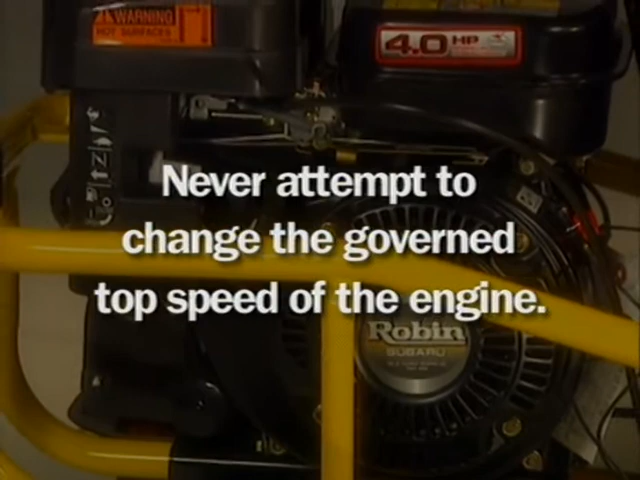 WARNING
HOT SURFACES
4.0 HP
Never attempt to
change the governed
top speed of the engine.
Robin
SUBARU